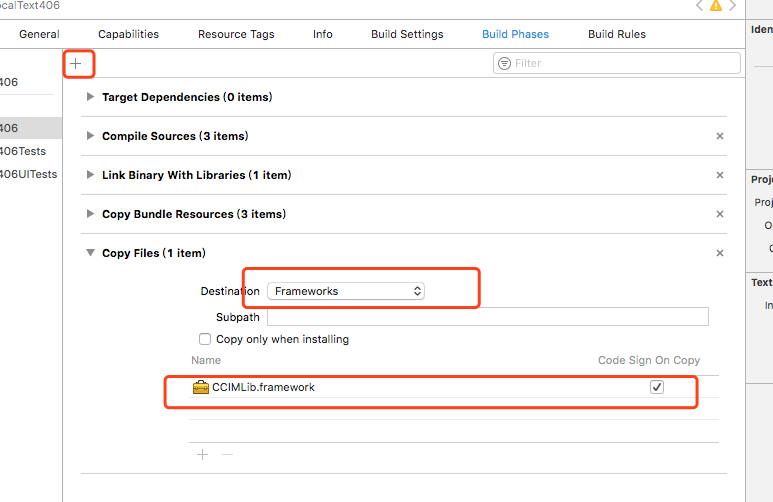 ocalText406
General Capabilities Resource Tags Info Build Settings Build Phases Build Rules
Iden
Filter
406
Target Dependencies (0 items)
406
Compile Sources (3 items)
406Tests
406UITests
Link Binary With Libraries (1 item)
Proje
Proj
Copy Bundle Resources (3 items)
O
C
Copy Files (1 item)
Text
Destination Frameworks
In
Subpath
Copy only when installing
Name Code Sign On Copy
CCIMLib.framework